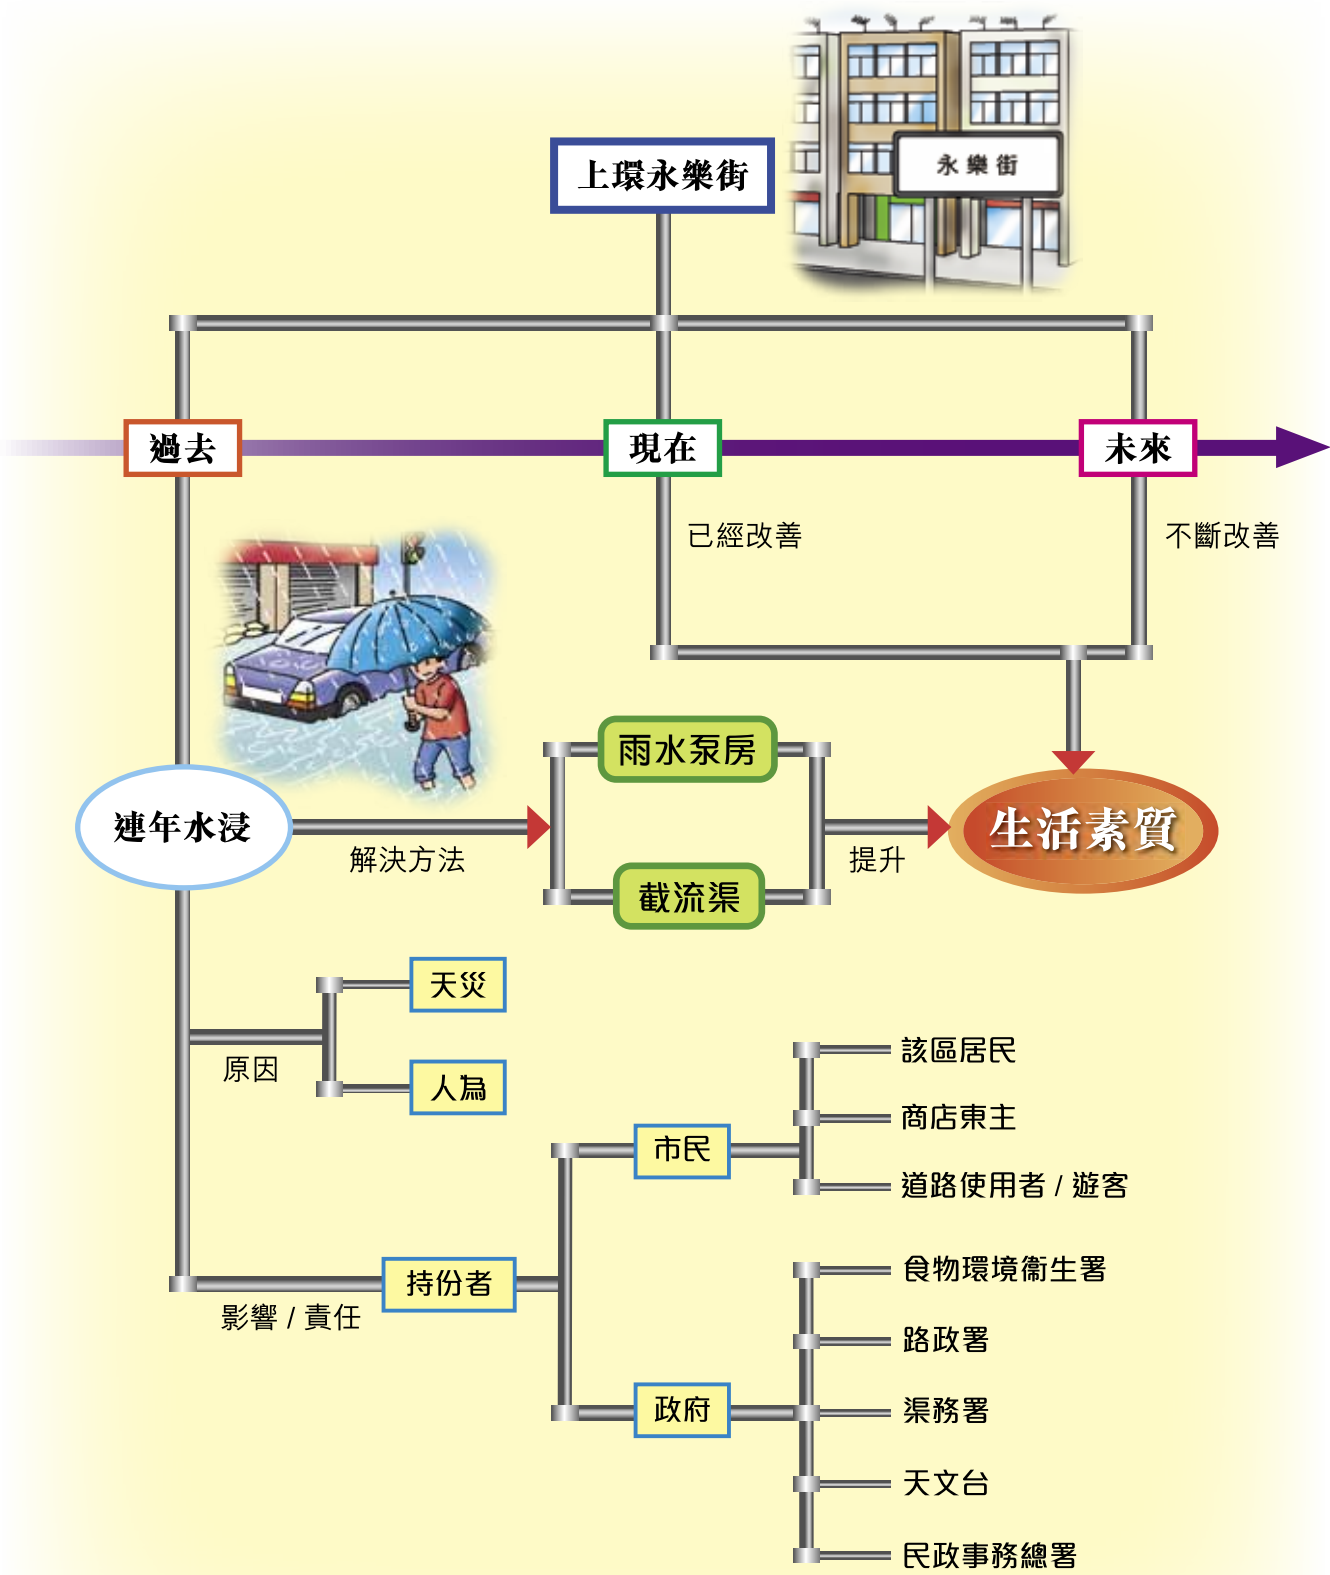 上環永樂街
永樂街
過去
現在
未來
已經改善
不斷改善
雨水泵房
連年水浸
生活素質
解決方法
提升
截流渠
天災
原因
人為
該區居民
商店東主
市民
道路使用者 / 遊客
食物環境衞生署
持份者
影響 / 責任
路政署
政府
渠務署
天文台
民政事務總署